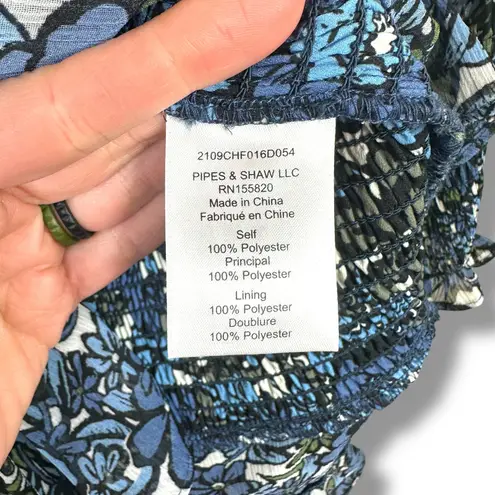 2109CHF016D054
PIPES & SHAW LLC
RN155820
Made in China
Fabriqué en Chine
Self
100% Polyester
Principal
100% Polyester
Lining
100% Polyester
Doublure
100% Polyester